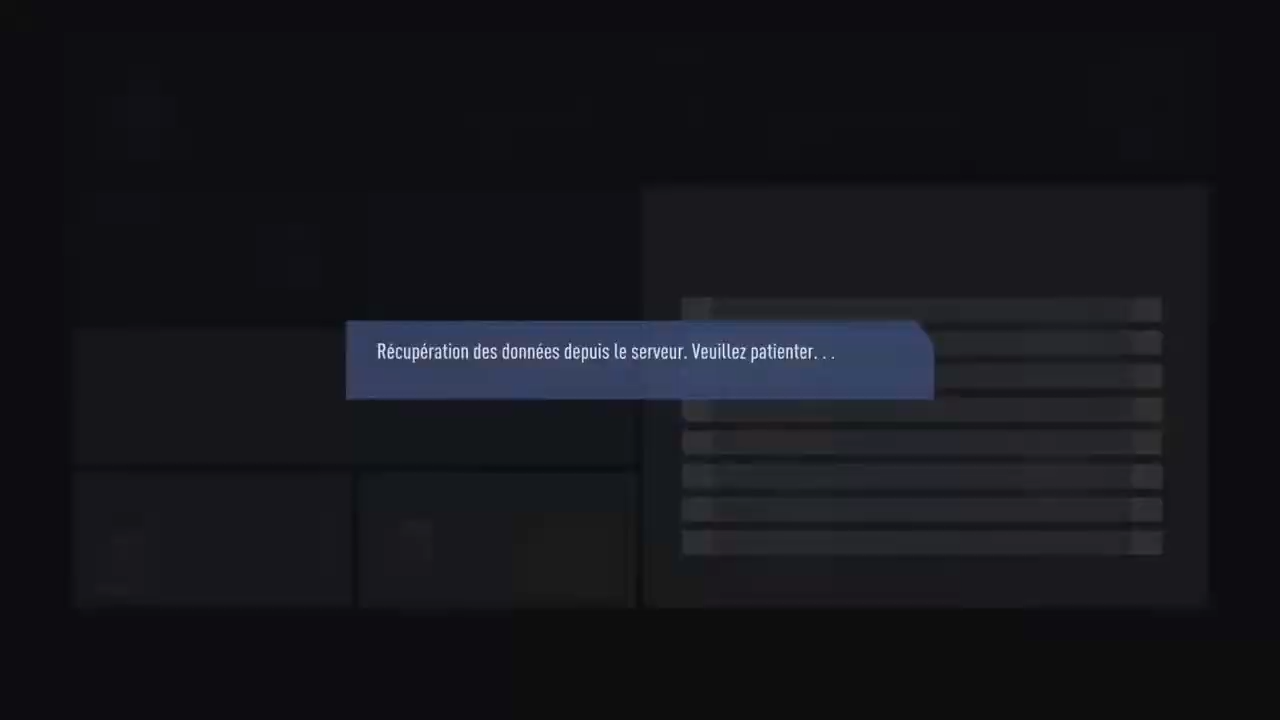 Récupération des données depuis le serveur. Veuillez patienter. . .